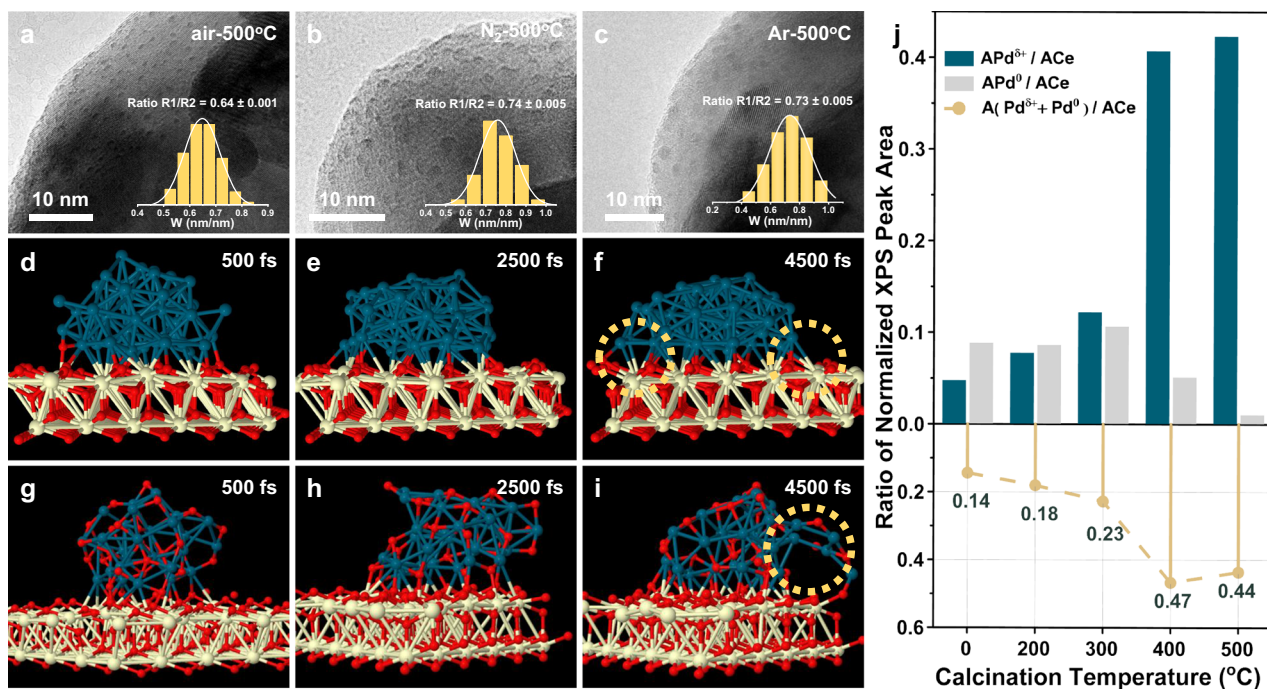 a
air-500°C
Ratio R1/R2 = 0.64 ± 0.001
10 nm
0.4 0.5 0.6 0.7 0.8 0.9
W (nm/nm)
b
N₂-500°C
Ratio R1/R2 = 0.74 ± 0.005
10 nm
0.4 0.5 0.6 0.7 0.8 0.9 1.0
W (nm/nm)
c
Ar-500°C
Ratio R1/R2 = 0.73 ± 0.005
10 nm
0.2 0.4 0.6 0.8 1.0
W (nm/nm)
d
500 fs
e
2500 fs
f
4500 fs
g
500 fs
h
2500 fs
i
4500 fs
j
APdᵟ⁺ / ACe
APd⁰ / ACe
A( Pdᵟ⁺ + Pd⁰ ) / ACe
Ratio of Normalized XPS Peak Area
0.4
0.3
0.2
0.1
0.0
0.2
0.4
0.6
0.14
0.18
0.23
0.47
0.44
0 200 300 400 500
Calcination Temperature (°C)